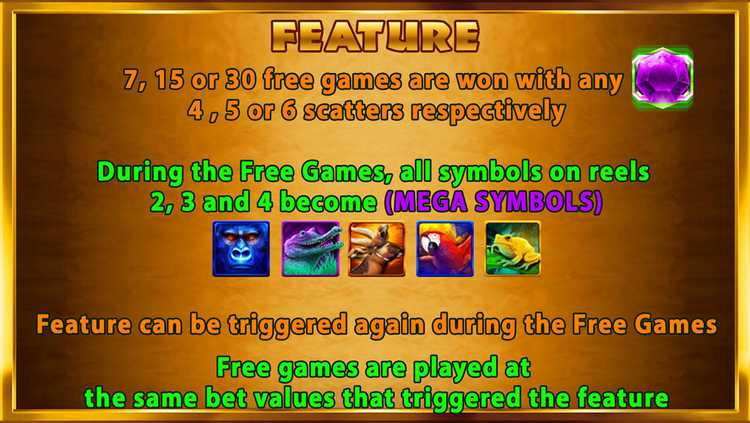 FEATURE
7, 15 or 30 free games are won with any
4 , 5 or 6 scatters respectively
During the Free Games, all symbols on reels
2, 3 and 4 become (MEGA SYMBOLS)
Feature can be triggered again during the Free Games
Free games are played at
the same bet values that triggered the feature